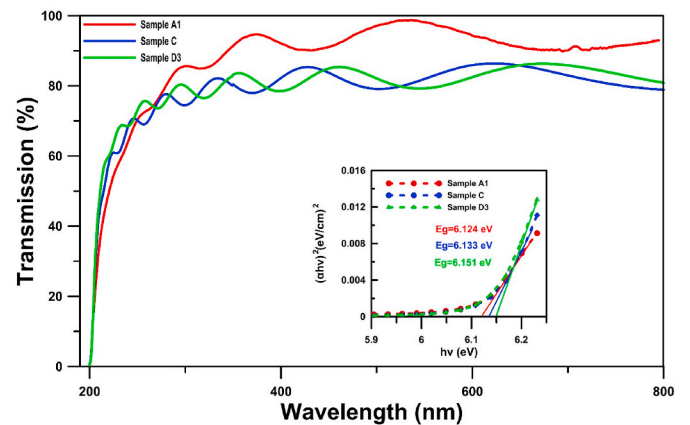 100
80
60
40
20
0
Transmission (%)
Sample A1
Sample C
Sample D3
0.016
0.012
0.008
0.004
0
(αhν)²(eV/cm)²
Sample A1
Sample C
Sample D3
Eg=6.124 eV
Eg=6.133 eV
Eg=6.151 eV
5.9 6 6.1 6.2
hν (eV)
200 400 600 800
Wavelength (nm)